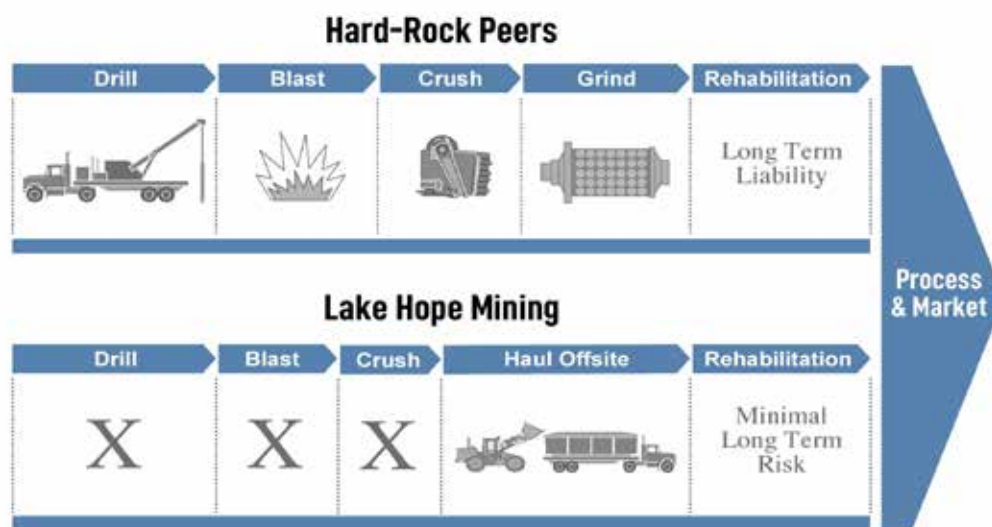 Hard-Rock Peers
Drill Blast Crush Grind Rehabilitation
Long Term
Liability
Lake Hope Mining
Drill Blast Crush Haul Offsite Rehabilitation
X X X
Minimal
Long Term
Risk
Process
& Market